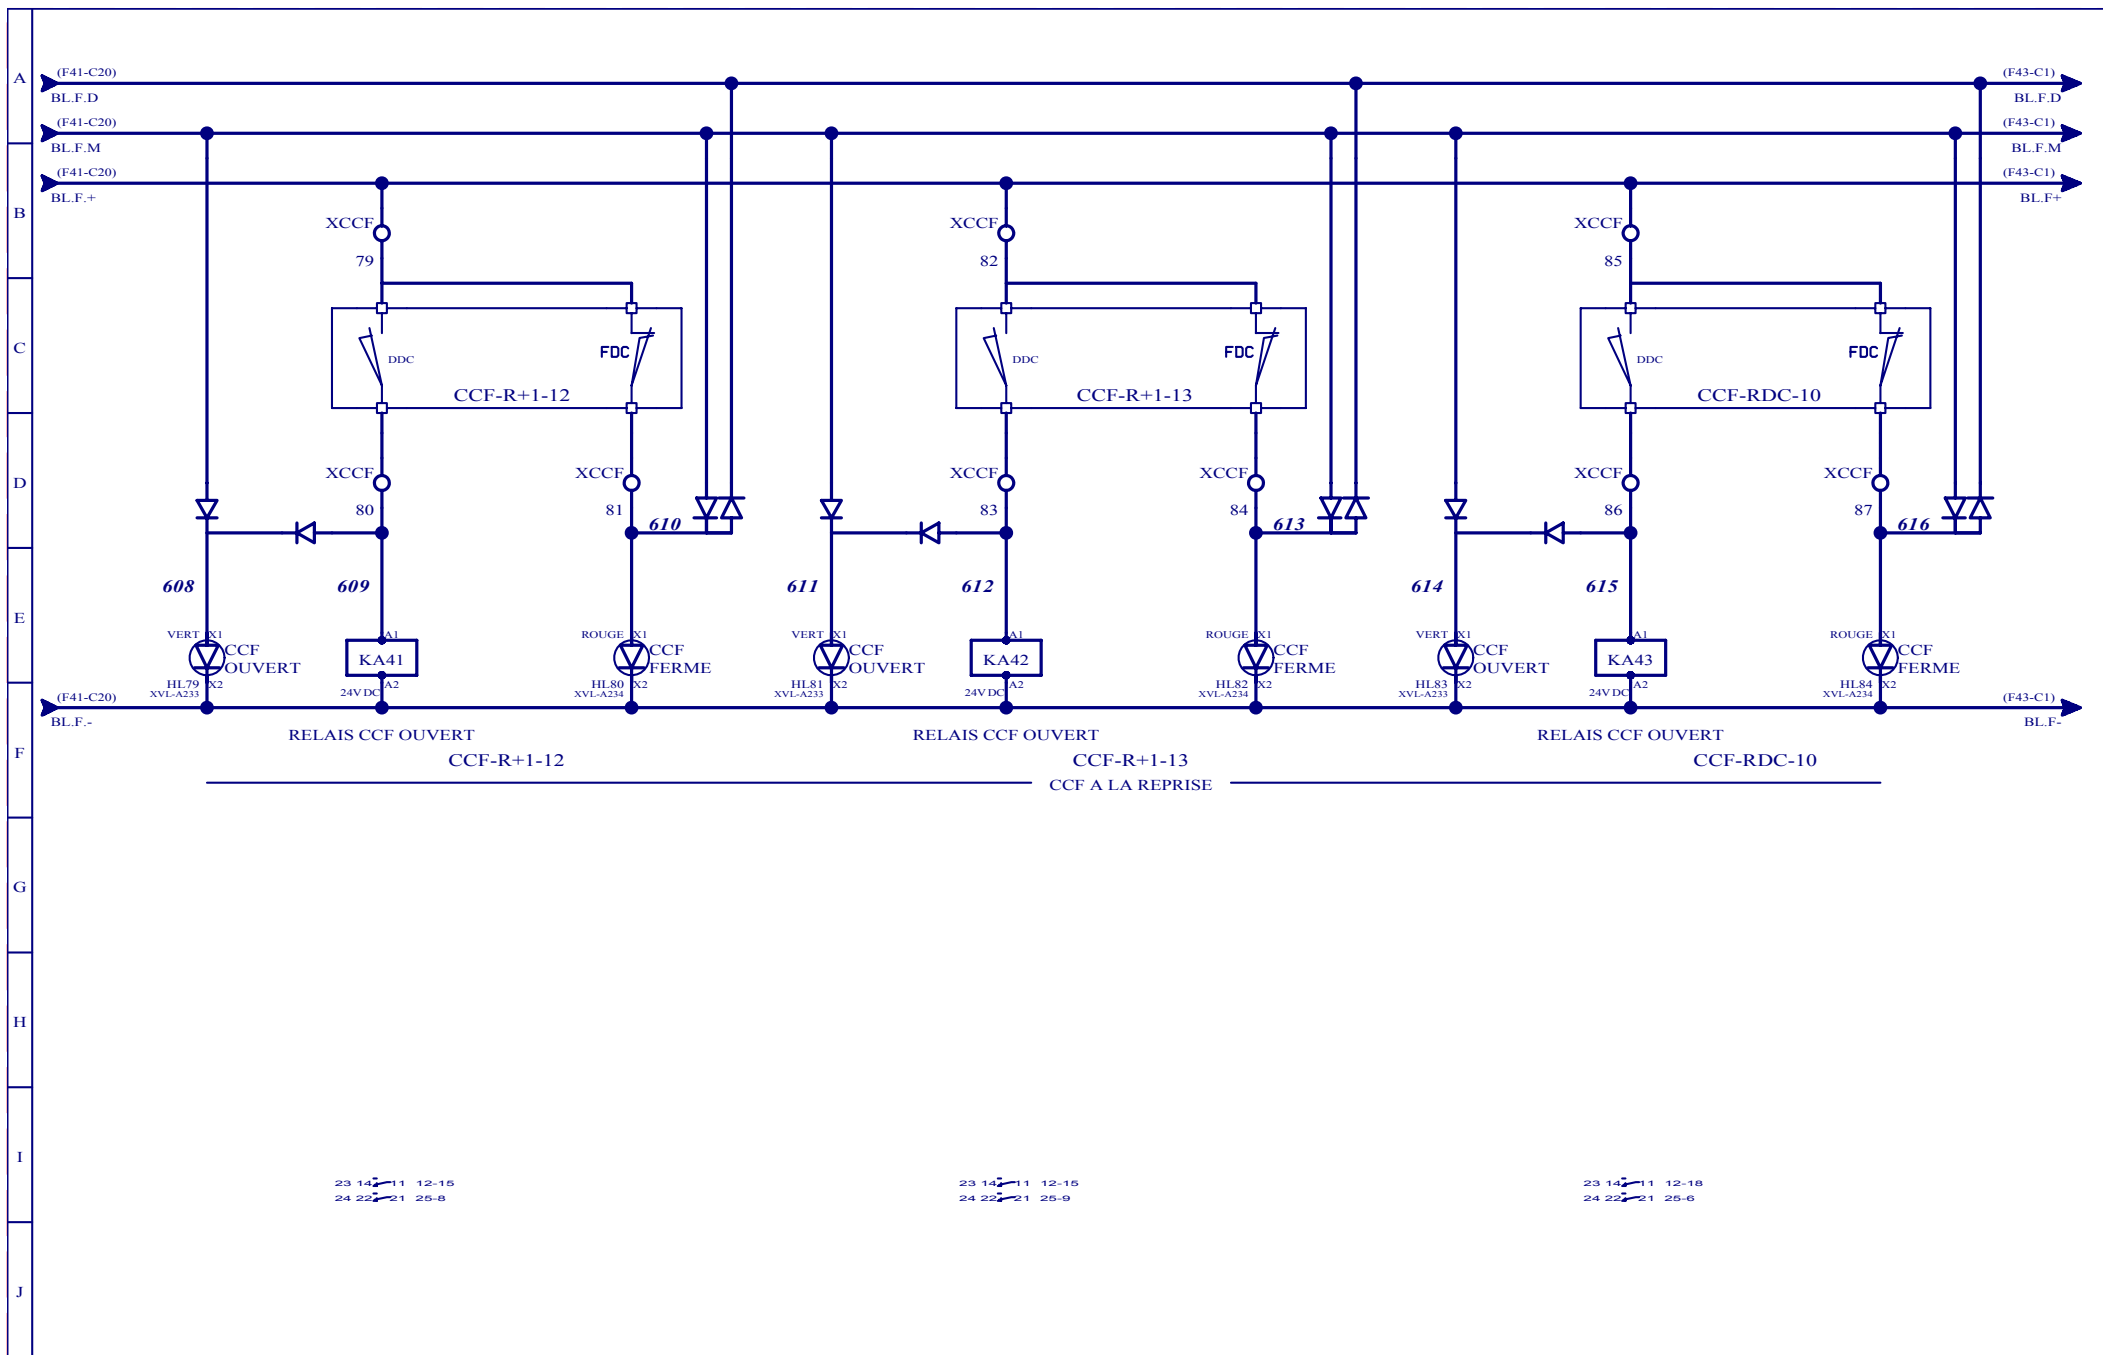 A
(F41-C20) (F43-C1)
BL.F.D BL.F.D
(F41-C20) (F43-C1)
BL.F.M BL.F.M
(F41-C20) (F43-C1)
BL.F.+ BL.F+
B
XCCF XCCF XCCF
79 82 85
C
DDC FDC DDC FDC DDC FDC
CCF-R+1-12 CCF-R+1-13 CCF-RDC-10
D
XCCF XCCF XCCF XCCF XCCF XCCF
80 81 83 84 86 87
610 613 616
608 609 611 612 614 615
E
VERT X1 A1 ROUGE X1 VERT X1 A1 ROUGE X1 VERT X1 A1 ROUGE X1
CCF CCF CCF CCF CCF CCF
KA41 KA42 KA43
OUVERT FERME OUVERT FERME OUVERT FERME
HL79 X2 A2 HL80 X2 HL81 X2 A2 HL82 X2 HL83 X2 A2 HL84 X2
XVL-A233 24V DC XVL-A234 XVL-A233 24V DC XVL-A234 XVL-A233 24V DC XVL-A234
(F41-C20) (F43-C1)
BL.F.- BL.F-
RELAIS CCF OUVERT RELAIS CCF OUVERT RELAIS CCF OUVERT
F
CCF-R+1-12 CCF-R+1-13 CCF-RDC-10
CCF A LA REPRISE
G
H
I
23 14 11 12-15 23 14 11 12-15 23 14 11 12-18
24 22 21 25-8 24 22 21 25-9 24 22 21 25-6
J